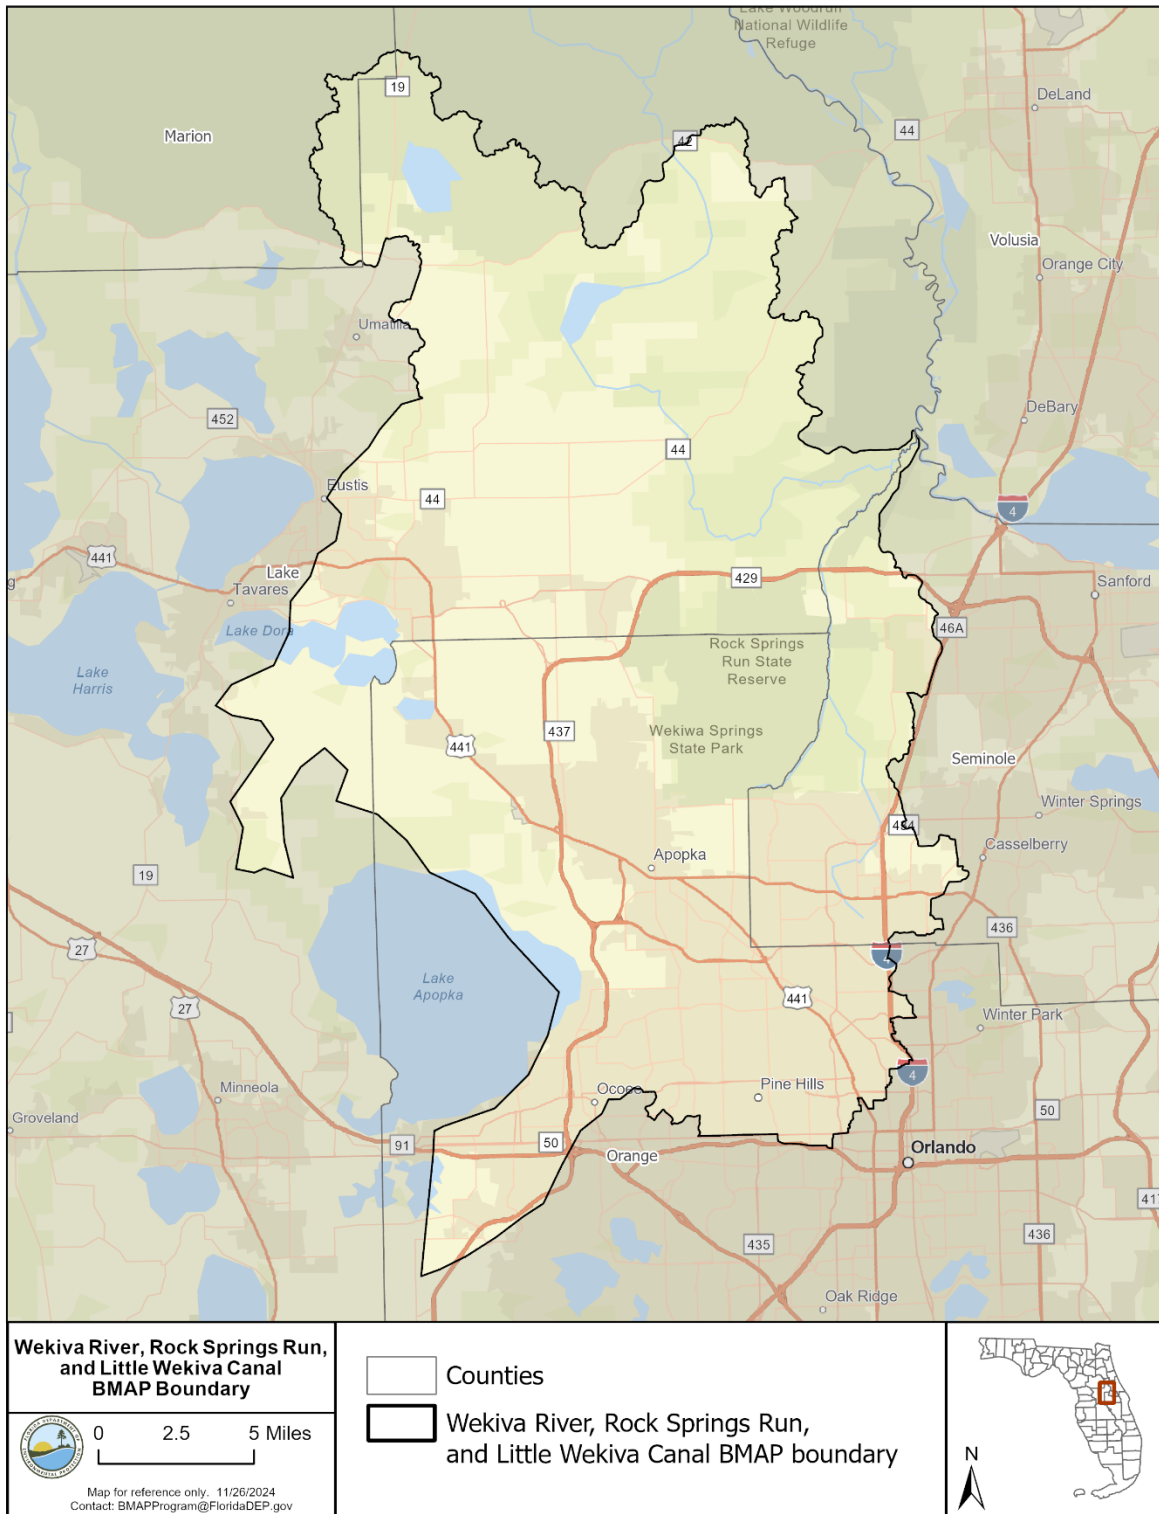 Lake Woodruff
National Wildlife
Refuge
DeLand
19
44
Marion
42
Volusia
Orange City
Umatilla
452
DeBary
44
Eustis
44
4
441
Lake
429
Sanford
g
Tavares
46A
Lake Dora
Rock Springs
Run State
Reserve
Lake
Harris
437
Wekiwa Springs
State Park
441
Seminole
Winter Springs
434
Casselberry
Apopka
19
436
27
4
Lake
Apopka
441
27
Winter Park
4
Minneola
Ocoee
Pine Hills
Groveland
50
91
50
Orange
Orlando
417
436
435
Oak Ridge
Wekiva River, Rock Springs Run,
and Little Wekiva Canal
BMAP Boundary
0 2.5 5 Miles
Map for reference only. 11/26/2024
Contact: BMAPProgram@FloridaDEP.gov
Counties
Wekiva River, Rock Springs Run,
and Little Wekiva Canal BMAP boundary
N